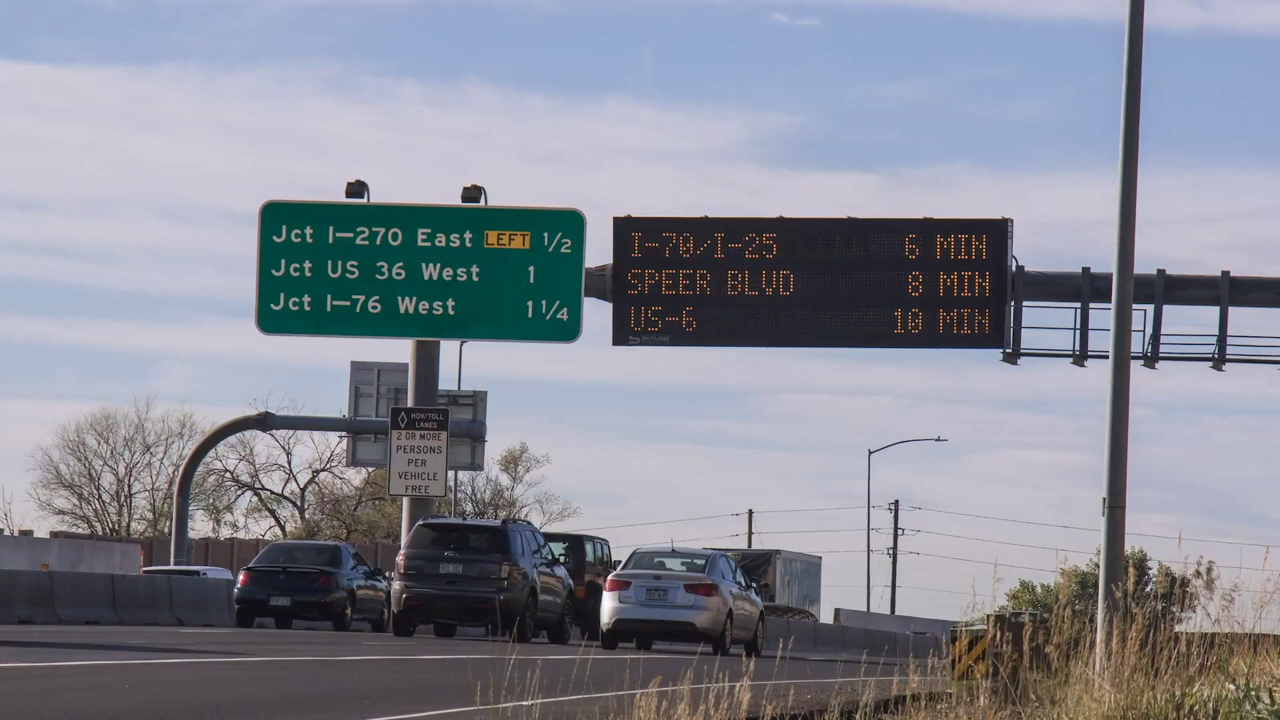 Jct I-270 East LEFT 1/2
Jct US 36 West 1
Jct I-76 West 1 1/4
I-70/I-25 6 MIN
SPEER BLVD 8 MIN
US-6 10 MIN
SKYLINE
HOV/TOLL
LANES
2 OR MORE
PERSONS
PER
VEHICLE
FREE